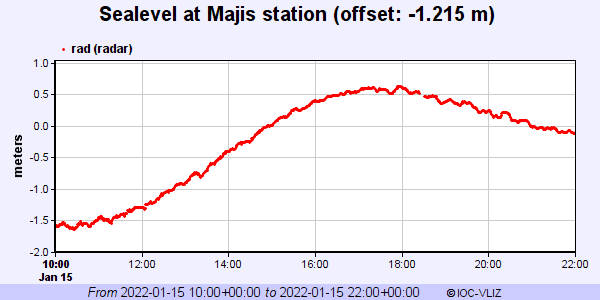 Sealevel at Majis station (offset: -1.215 m)
rad (radar)
1.0
0.5
0.0
-0.5
-1.0
-1.5
-2.0
meters
10:00 12:00 14:00 16:00 18:00 20:00 22:00
Jan 15
From 2022-01-15 10:00+00:00 to 2022-01-15 22:00+00:00 © IOC-VLIZ